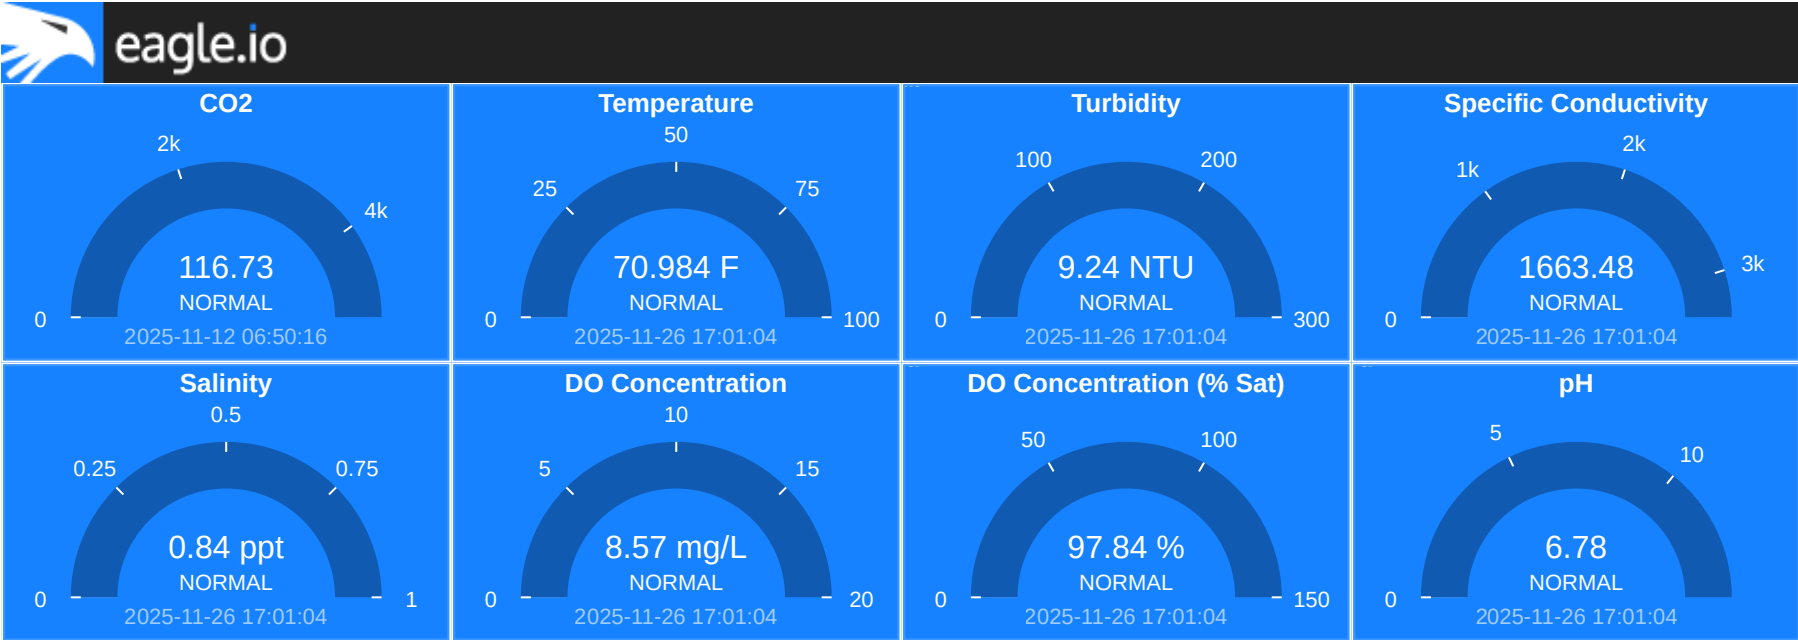 eagle.io
CO2
2k
4k
0
116.73
NORMAL
2025-11-12 06:50:16
Temperature
50
25
75
0
100
70.984 F
NORMAL
2025-11-26 17:01:04
Turbidity
100
200
0
300
9.24 NTU
NORMAL
2025-11-26 17:01:04
Specific Conductivity
2k
1k
3k
0
1663.48
NORMAL
2025-11-26 17:01:04
Salinity
0.5
0.25
0.75
0
1
0.84 ppt
NORMAL
2025-11-26 17:01:04
DO Concentration
10
5
15
0
20
8.57 mg/L
NORMAL
2025-11-26 17:01:04
DO Concentration (% Sat)
50
100
0
150
97.84 %
NORMAL
2025-11-26 17:01:04
pH
5
10
0
6.78
NORMAL
2025-11-26 17:01:04